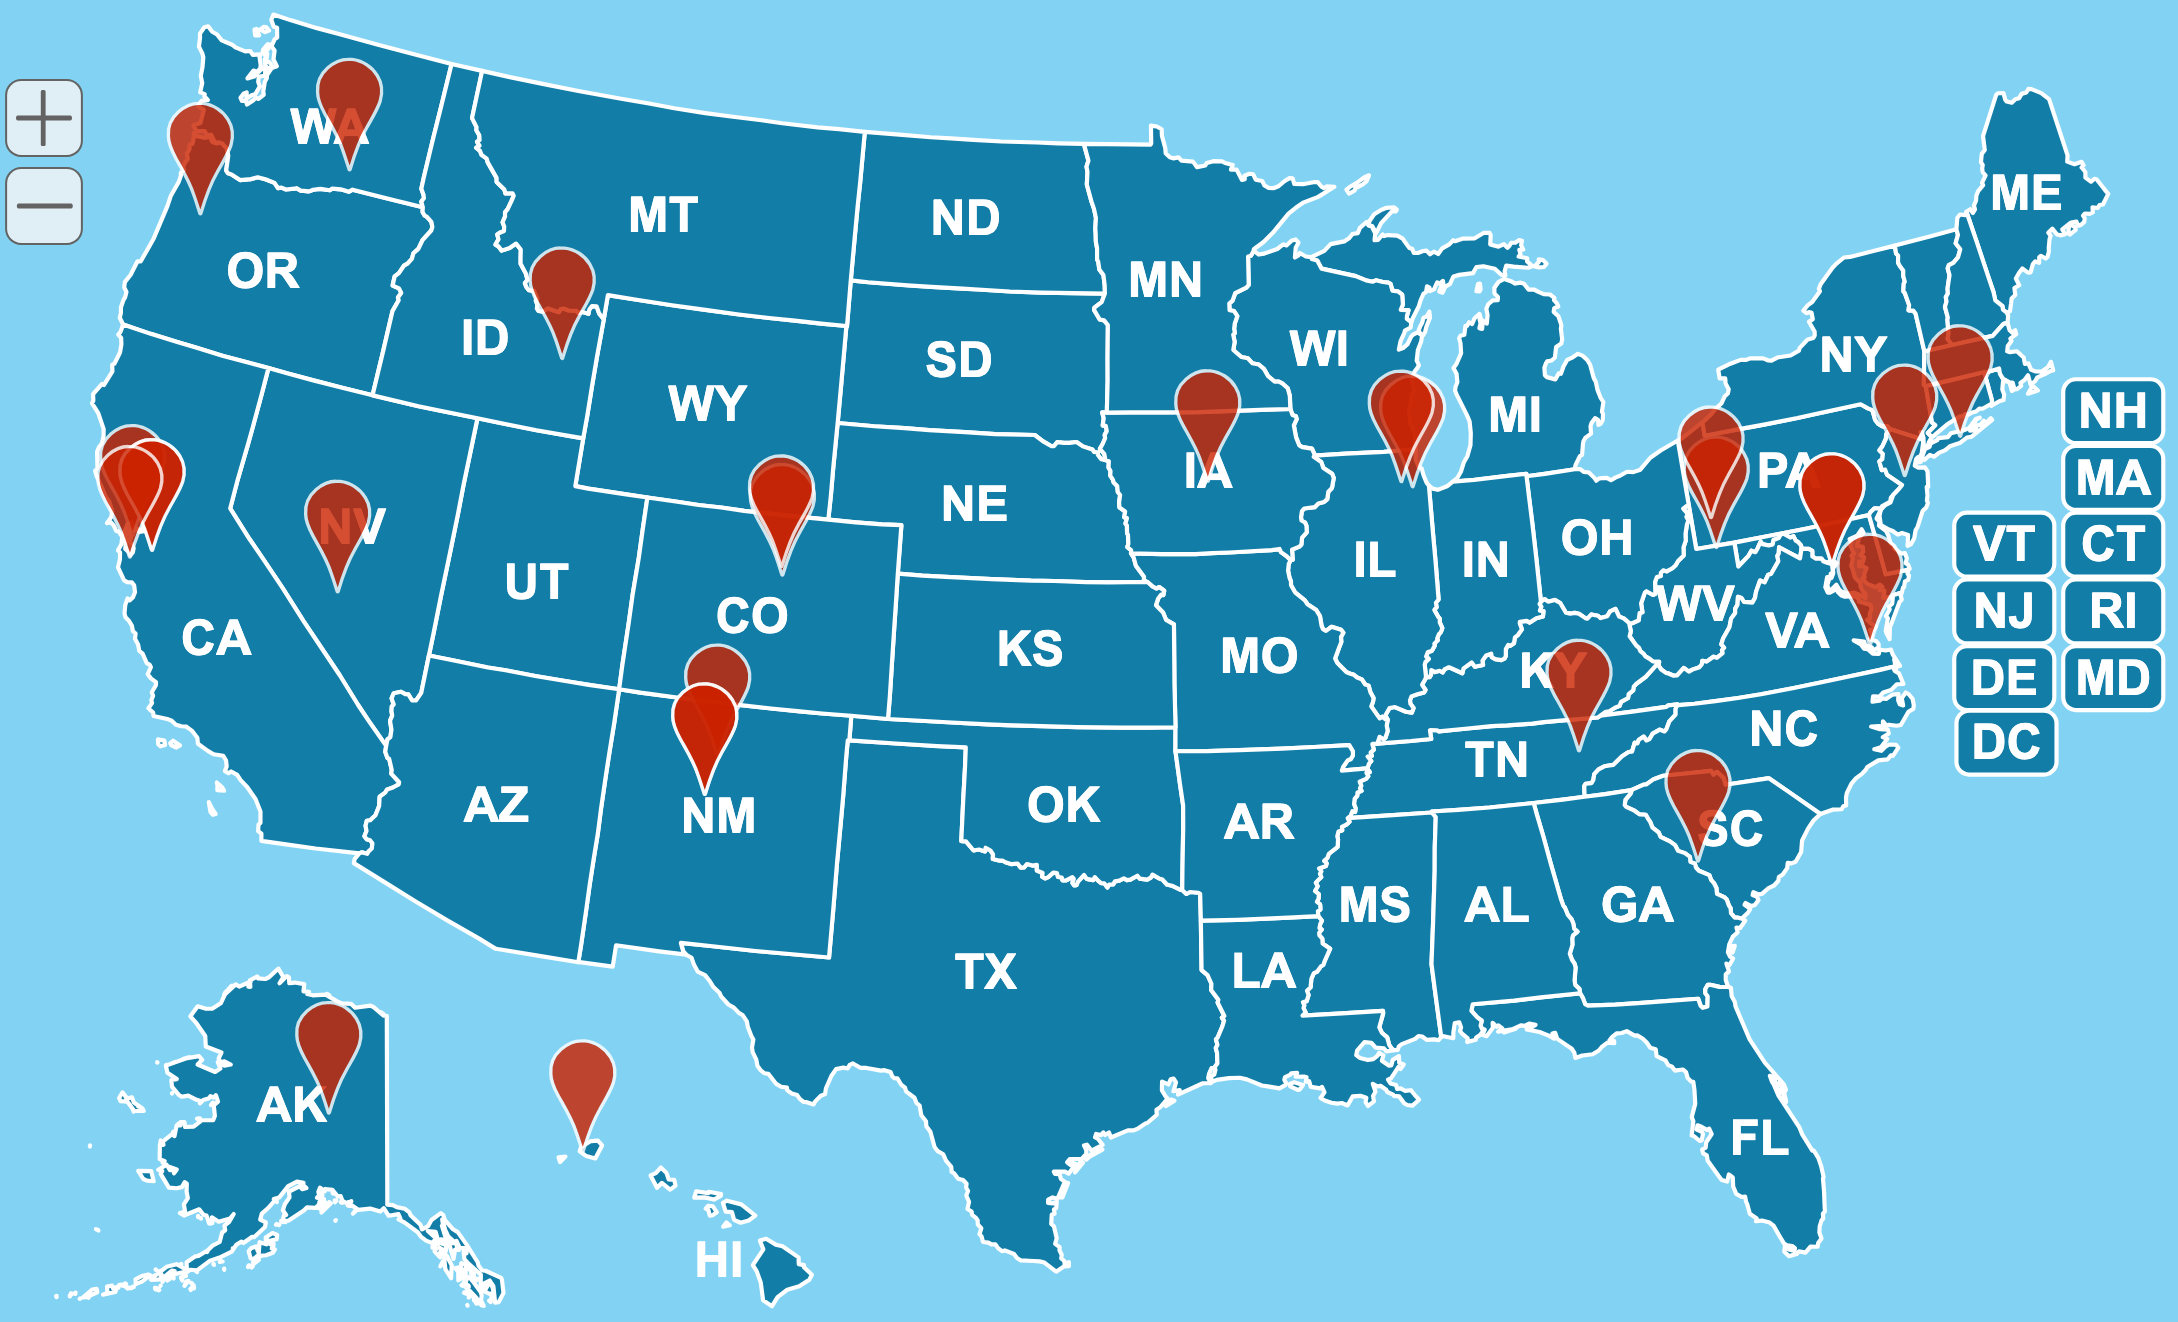 WA
MT
ND
MN
ME
OR
ID
SD
WI
MI
NY
WY
IA
PA
NE
NV
UT
CO
IL
IN
OH
CA
KS
MO
KY
WV
VA
NH
MA
VT
CT
NJ
RI
DE
MD
DC
AZ
NM
OK
AR
TN
NC
SC
TX
LA
MS
AL
GA
FL
AK
HI